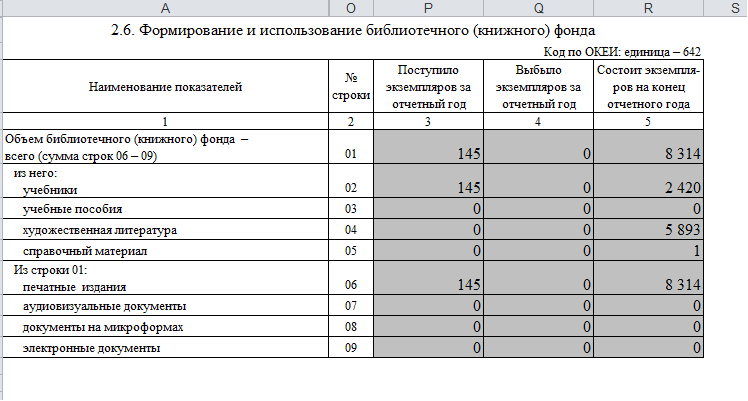 A O P Q R S
2.6. Формирование и использование библиотечного (книжного) фонда
Код по ОКЕИ: единица – 642
Наименование показателей
№
строки
Поступило
экземпляров за
отчетный год
Выбыло
экземпляров за
отчетный год
Состоит экземпля-
ров на конец
отчетного года
1 2 3 4 5
Объем библиотечного (книжного) фонда –
всего (сумма строк 06 – 09) 01 145 0 8 314
из него:
учебники 02 145 0 2 420
учебные пособия 03 0 0 0
художественная литература 04 0 0 5 893
справочный материал 05 0 0 1
Из строки 01:
печатные издания 06 145 0 8 314
аудиовизуальные документы 07 0 0 0
документы на микроформах 08 0 0 0
электронные документы 09 0 0 0